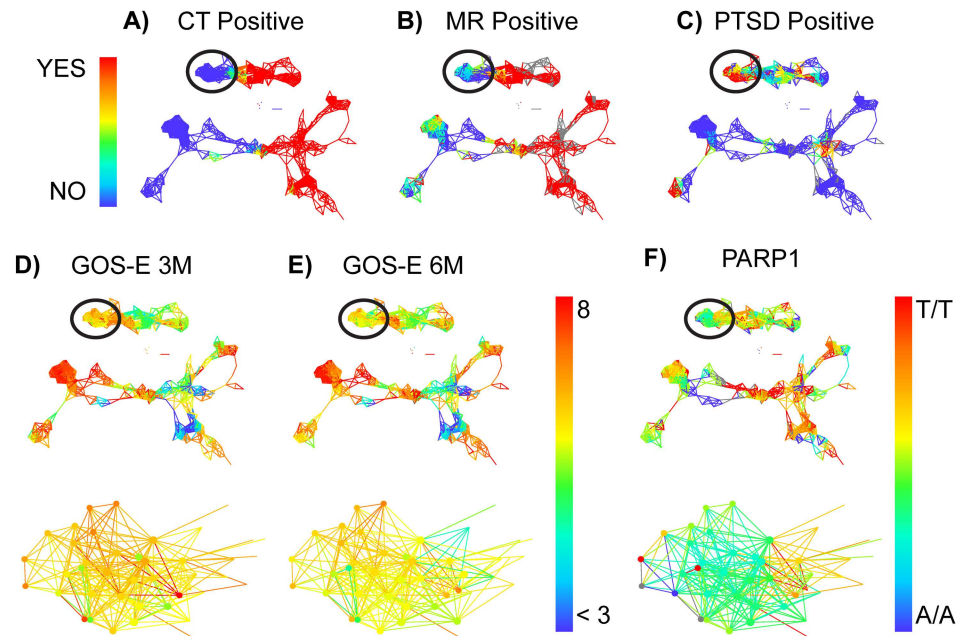 A) CT Positive
B) MR Positive
C) PTSD Positive
YES
NO
D) GOS-E 3M
E) GOS-E 6M
F) PARP1
8
< 3
T/T
A/A